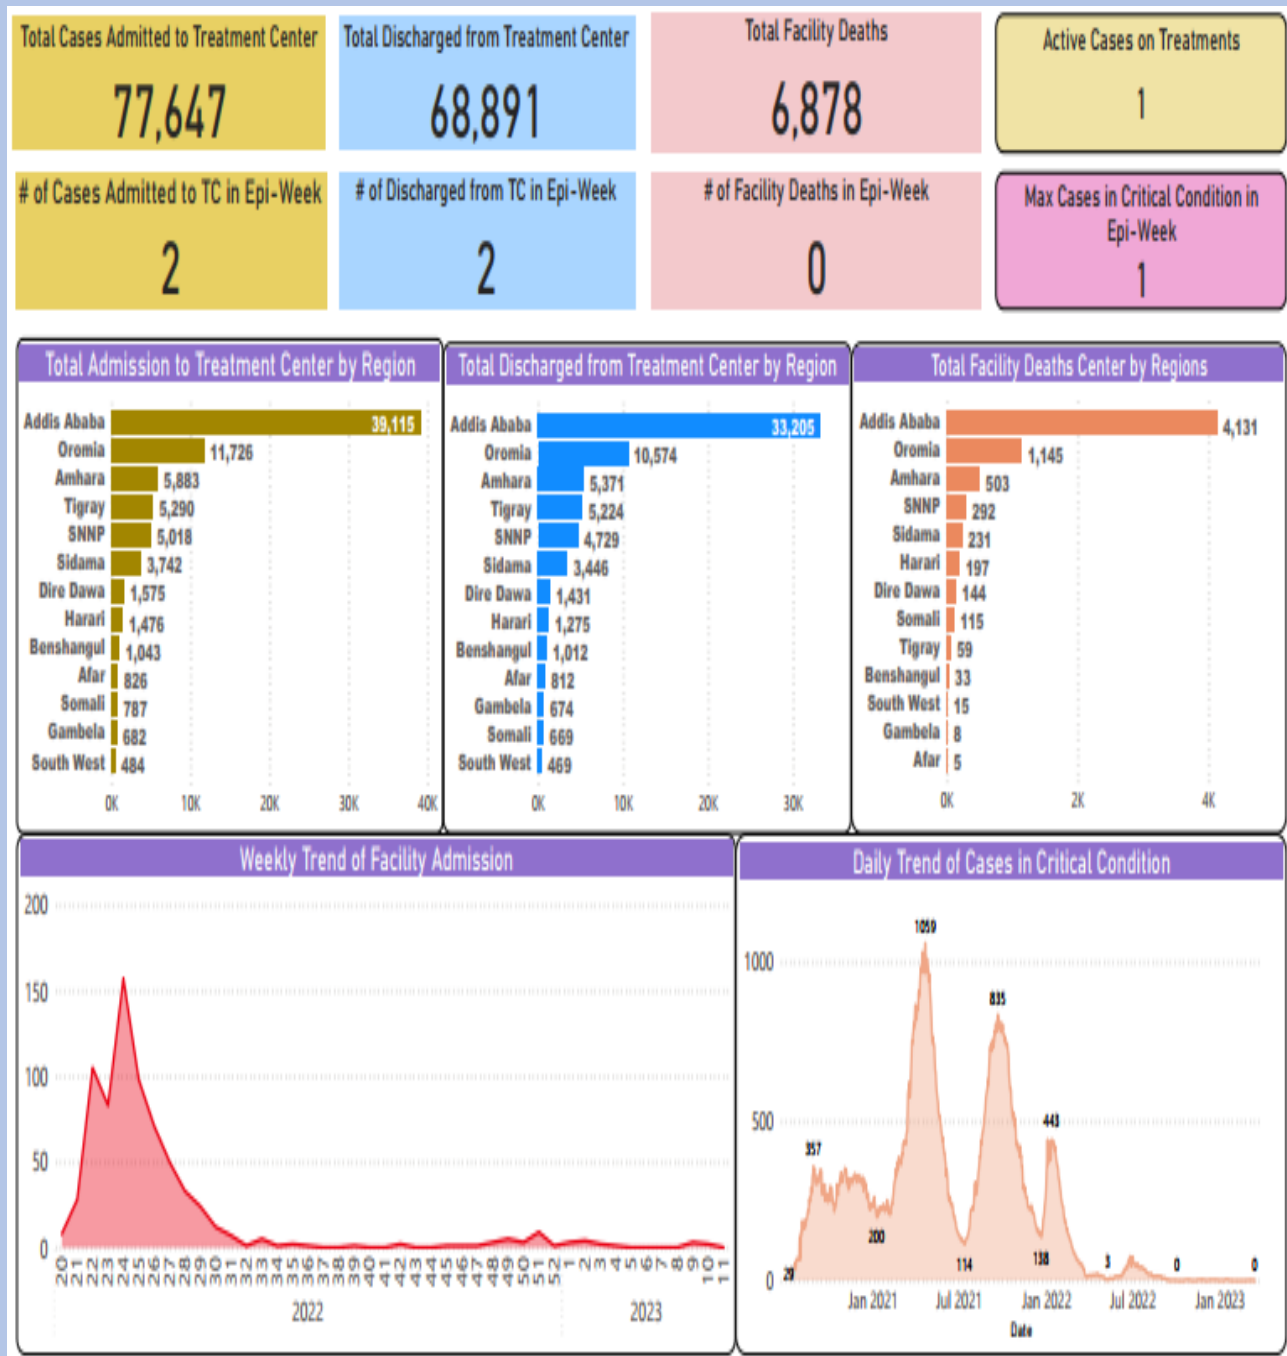 Total Cases Admitted to Treatment Center
77,647
Total Discharged from Treatment Center
68,891
Total Facility Deaths
6,878
Active Cases on Treatments
1
# of Cases Admitted to TC in Epi-Week
2
# of Discharged from TC in Epi-Week
2
# of Facility Deaths in Epi-Week
0
Max Cases in Critical Condition in
Epi-Week
1
Total Admission to Treatment Center by Region
Addis Ababa 39,115
Oromia 11,726
Amhara 5,883
Tigray 5,290
SNNP 5,018
Sidama 3,742
Dire Dawa 1,575
Harari 1,476
Benshangul 1,043
Afar 826
Somali 787
Gambela 682
South West 484
0K 10K 20K 30K 40K
Total Discharged from Treatment Center by Region
Addis Ababa 33,205
Oromia 10,574
Amhara 5,371
Tigray 5,224
SNNP 4,729
Sidama 3,446
Dire Dawa 1,431
Harari 1,275
Benshangul 1,012
Afar 812
Gambela 674
Somali 669
South West 469
0K 10K 20K 30K
Total Facility Deaths Center by Regions
Addis Ababa 4,131
Oromia 1,145
Amhara 503
SNNP 292
Sidama 231
Harari 197
Dire Dawa 144
Somali 115
Tigray 59
Benshangul 33
South West 15
Gambela 8
Afar 5
0K 2K 4K
Weekly Trend of Facility Admission
200
150
100
50
0
20 21 22 23 24 25 26 27 28 29 30 31 32 33 34 35 36 37 38 39 40 41 42 43 44 45 46 47 48 49 50 51 52 1 2 3 4 5 6 7 8 9 10 11
2022 2023
Daily Trend of Cases in Critical Condition
1059
1000
835
500
443
357
200
114
138
3
0
0
29
0
Jan 2021 Jul 2021 Jan 2022 Jul 2022 Jan 2023
Date